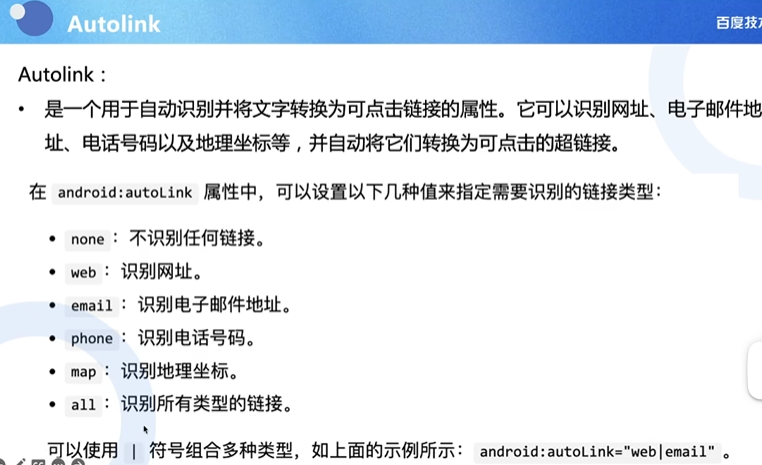 Autolink
百度技
Autolink：
• 是一个用于自动识别并将文字转换为可点击链接的属性。它可以识别网址、电子邮件地
址、电话号码以及地理坐标等，并自动将它们转换为可点击的超链接。
在 android:autoLink 属性中，可以设置以下几种值来指定需要识别的链接类型：
• none：不识别任何链接。
• web：识别网址。
• email：识别电子邮件地址。
• phone：识别电话号码。
• map：识别地理坐标。
• all：识别所有类型的链接。
可以使用 | 符号组合多种类型，如上面的示例所示：android:autoLink="web|email" 。